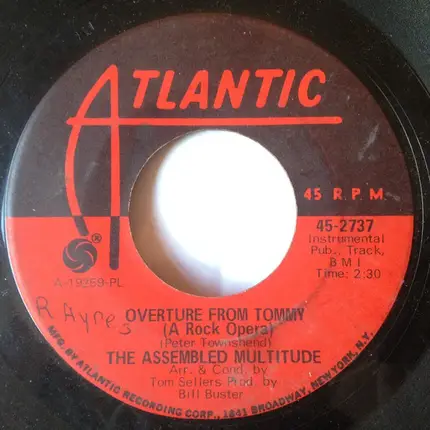 ATLANTIC
45 R.P.M.
45-2737
Instrumental
Pub., Track,
BMI
Time: 2:30
A-19259-PL
R Aynes
OVERTURE FROM TOMMY
(A Rock Opera)
(Peter Townshend)
THE ASSEMBLED MULTITUDE
Arr. & Cond. by
Tom Sellers Prod. by
Bill Buster
MFG. BY ATLANTIC RECORDING CORP., 1841 BROADWAY, NEW YORK, N.Y.